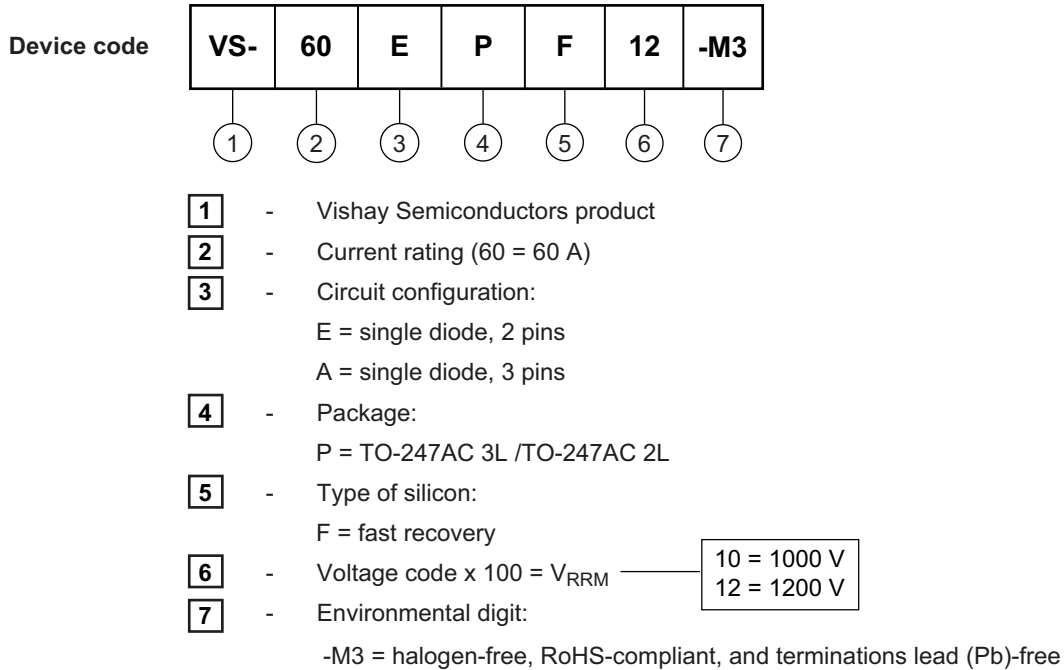 Device code VS- 60 E P F 12 -M3
1 2 3 4 5 6 7
1 - Vishay Semiconductors product
2 - Current rating (60 = 60 A)
3 - Circuit configuration:
E = single diode, 2 pins
A = single diode, 3 pins
4 - Package:
P = TO-247AC 3L /TO-247AC 2L
5 - Type of silicon:
F = fast recovery
6 - Voltage code x 100 = VRRM
10 = 1000 V
12 = 1200 V
7 - Environmental digit:
-M3 = halogen-free, RoHS-compliant, and terminations lead (Pb)-free